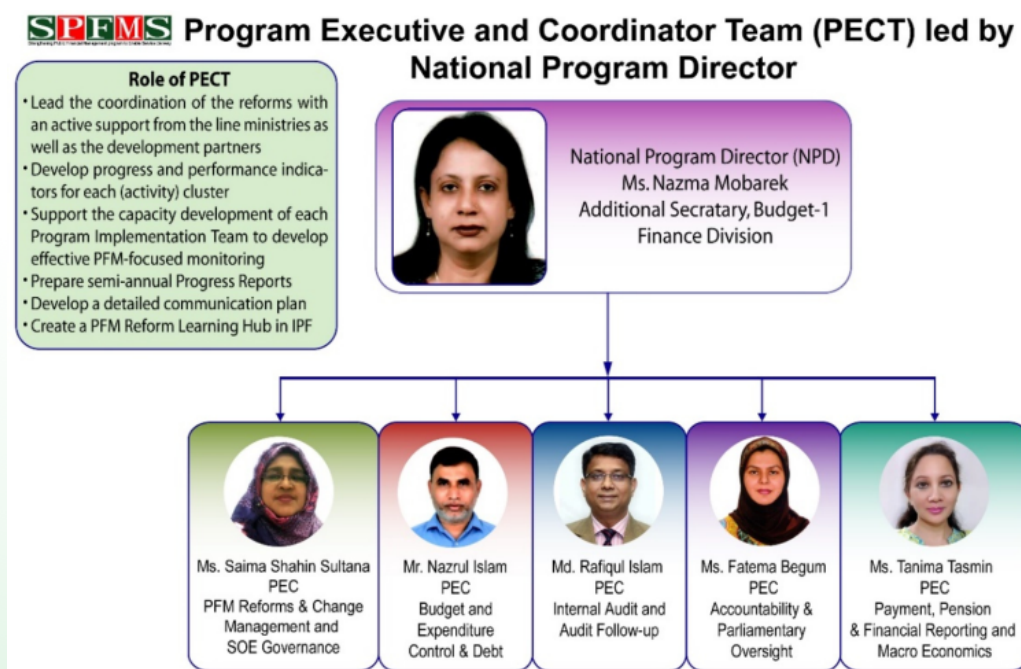 SPFMS
Program Executive and Coordinator Team (PECT) led by
National Program Director
Role of PECT
• Lead the coordination of the reforms with
an active support from the line ministries as
well as the development partners
• Develop progress and performance indica-
tors for each (activity) cluster
• Support the capacity development of each
Program Implementation Team to develop
effective PFM-focused monitoring
• Prepare semi-annual Progress Reports
• Develop a detailed communication plan
• Create a PFM Reform Learning Hub in IPF
National Program Director (NPD)
Ms. Nazma Mobarek
Additional Secratary, Budget-1
Finance Division
Ms. Saima Shahin Sultana
PEC
PFM Reforms & Change
Management and
SOE Governance
Mr. Nazrul Islam
PEC
Budget and
Expenditure
Control & Debt
Md. Rafiqul Islam
PEC
Internal Audit and
Audit Follow-up
Ms. Fatema Begum
PEC
Accountability &
Parliamentary
Oversight
Ms. Tanima Tasmin
PEC
Payment, Pension
& Financial Reporting and
Macro Economics